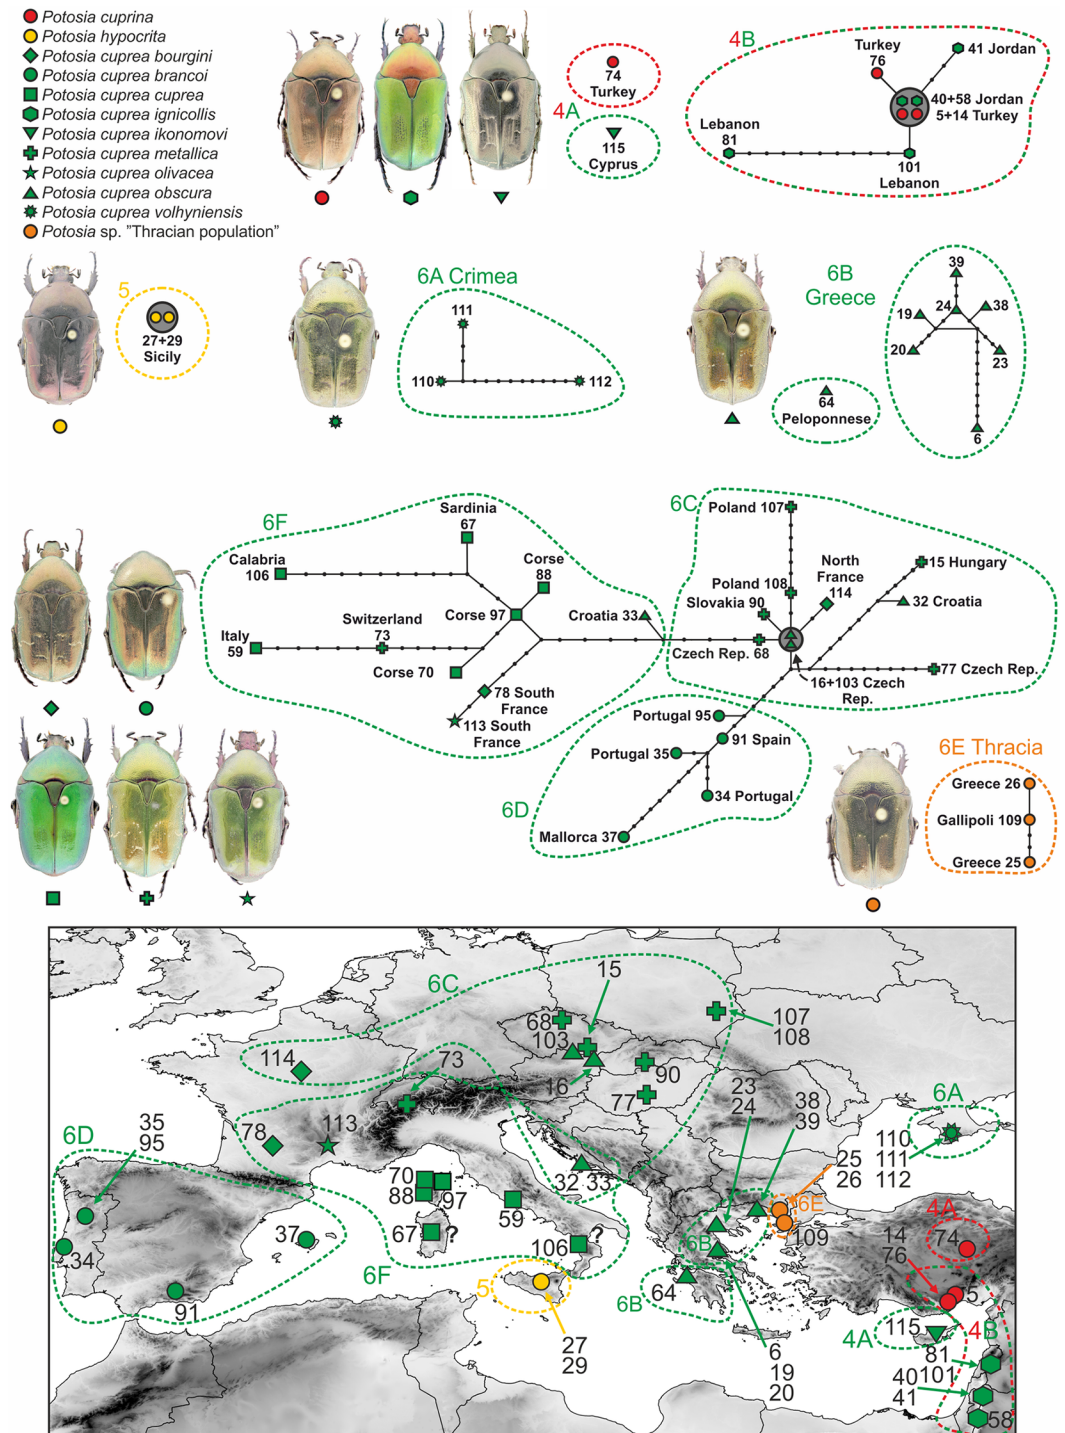 Potosia cuprina
Potosia hypocrita
Potosia cuprea bourgini
Potosia cuprea brancoi
Potosia cuprea cuprea
Potosia cuprea ignicollis
Potosia cuprea ikonomovi
Potosia cuprea metallica
Potosia cuprea olivacea
Potosia cuprea obscura
Potosia cuprea volhyniensis
Potosia sp. ”Thracian population”
74
Turkey
4A
115
Cyprus
4B
Turkey
76
41 Jordan
40+58 Jordan
5+14 Turkey
Lebanon
81
101
Lebanon
5
27+29
Sicily
6A Crimea
111
110
112
6B
Greece
64
Peloponnese
39
24
38
19
20
23
6
6F
Sardinia
67
Calabria
106
Corse
88
Corse 97
Switzerland
73
Italy
59
Corse 70
78 South
France
113 South
France
Croatia 33
6C
Poland 107
Poland 108
Slovakia 90
North
France
114
15 Hungary
32 Croatia
Czech Rep. 68
77 Czech Rep.
16+103 Czech
Rep.
Portugal 95
91 Spain
Portugal 35
34 Portugal
6D
Mallorca 37
6E Thracia
Greece 26
Gallipoli 109
Greece 25
6C
15
68
103
107
108
114
73
16
90
77
23
24
38
39
6A
110
111
112
35
95
6D
78
113
70
88
97
32
33
25
26
6E
109
59
34
37
67
?
?
106
6F
6B
14
76
4A
74
91
5
64
6B
5
115
4A
4B
81
101
27
29
6
19
20
40
41
58